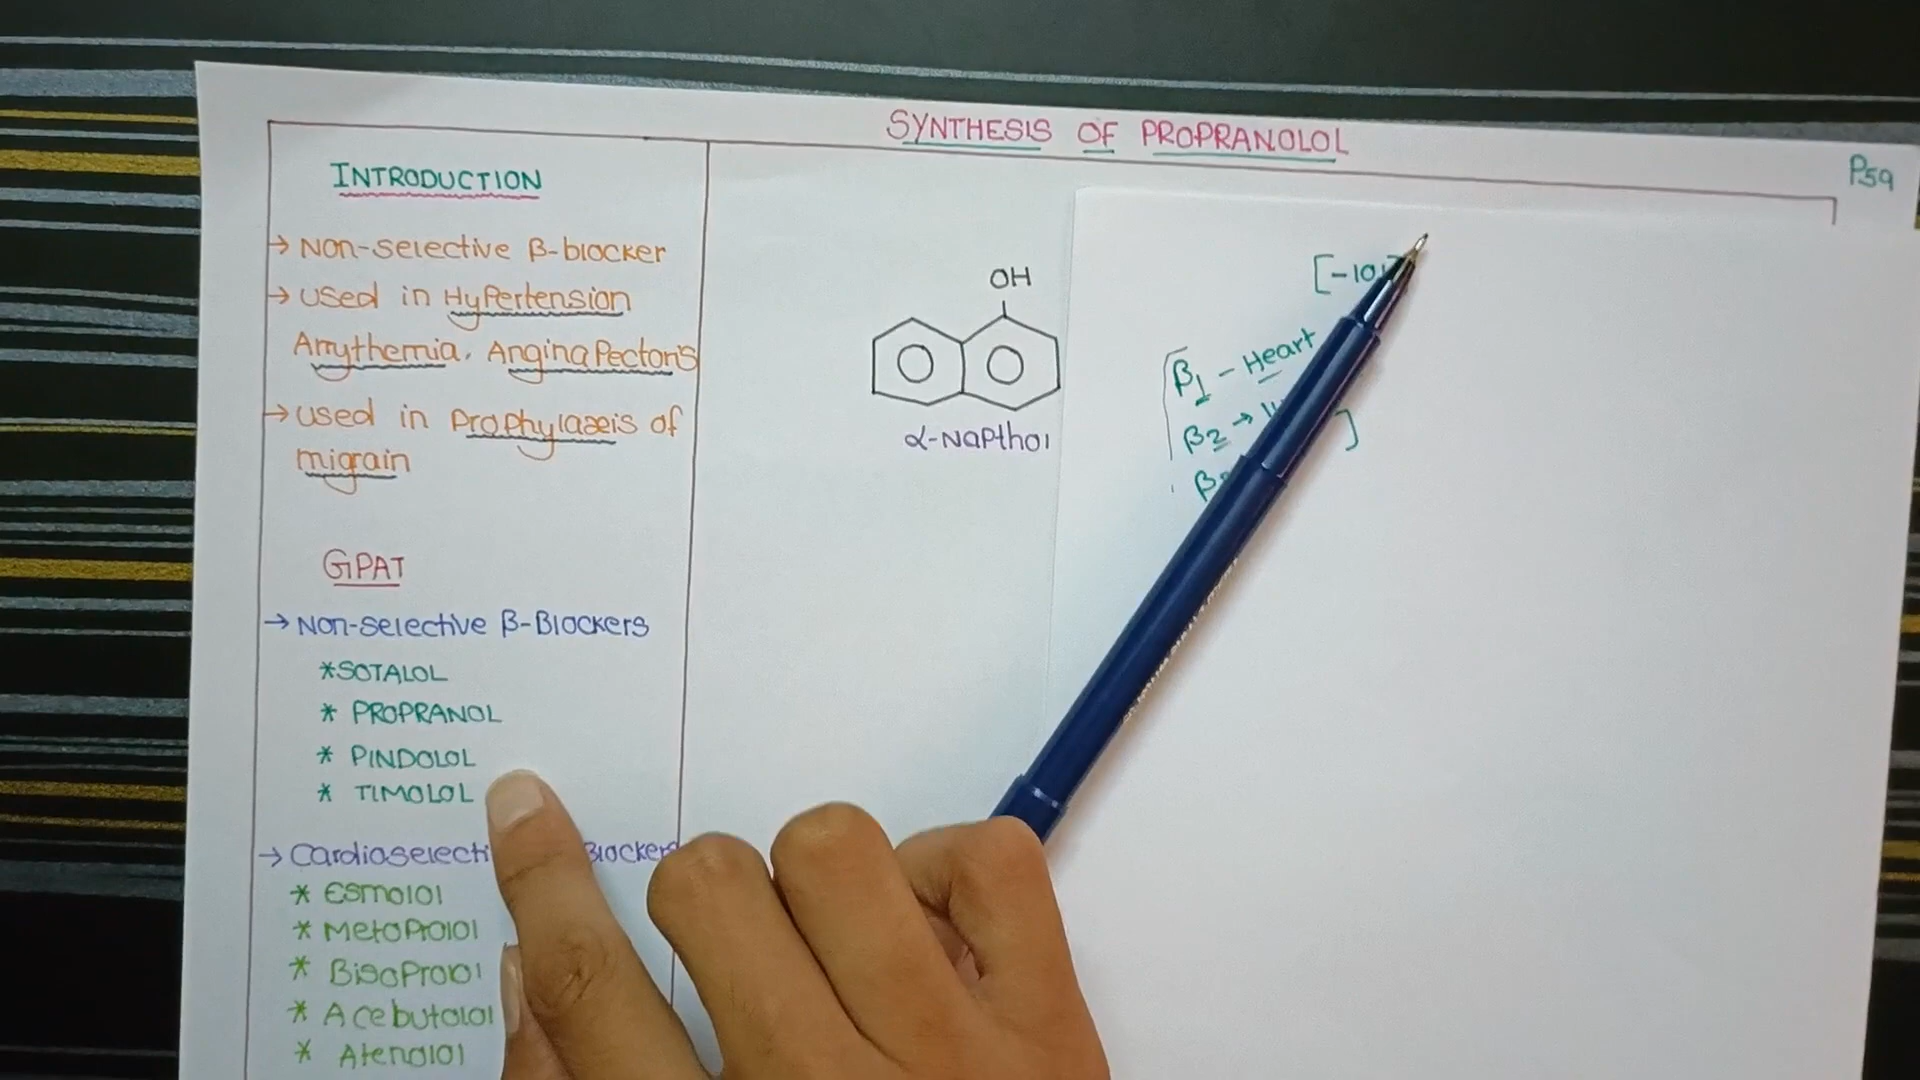 SYNTHESIS OF PROPRANOLOL
P59
INTRODUCTION
→ Non-selective β-blocker
→ used in Hypertension
Arrythemia, Angina Pectoris
→ used in Prophylaxeis of
migrain
GPAT
→ Non-selective β-Blockers
* SOTALOL
* PROPRANOL
* PINDOLOL
* TIMOLOL
→ Cardioselecti Blockers
* Esmolol
* Metoprolol
* Bisoprolol
* Acebutolol
* Atenolol
OH
α-Napthol
[-lol]
β1 - Heart
β2 →
β